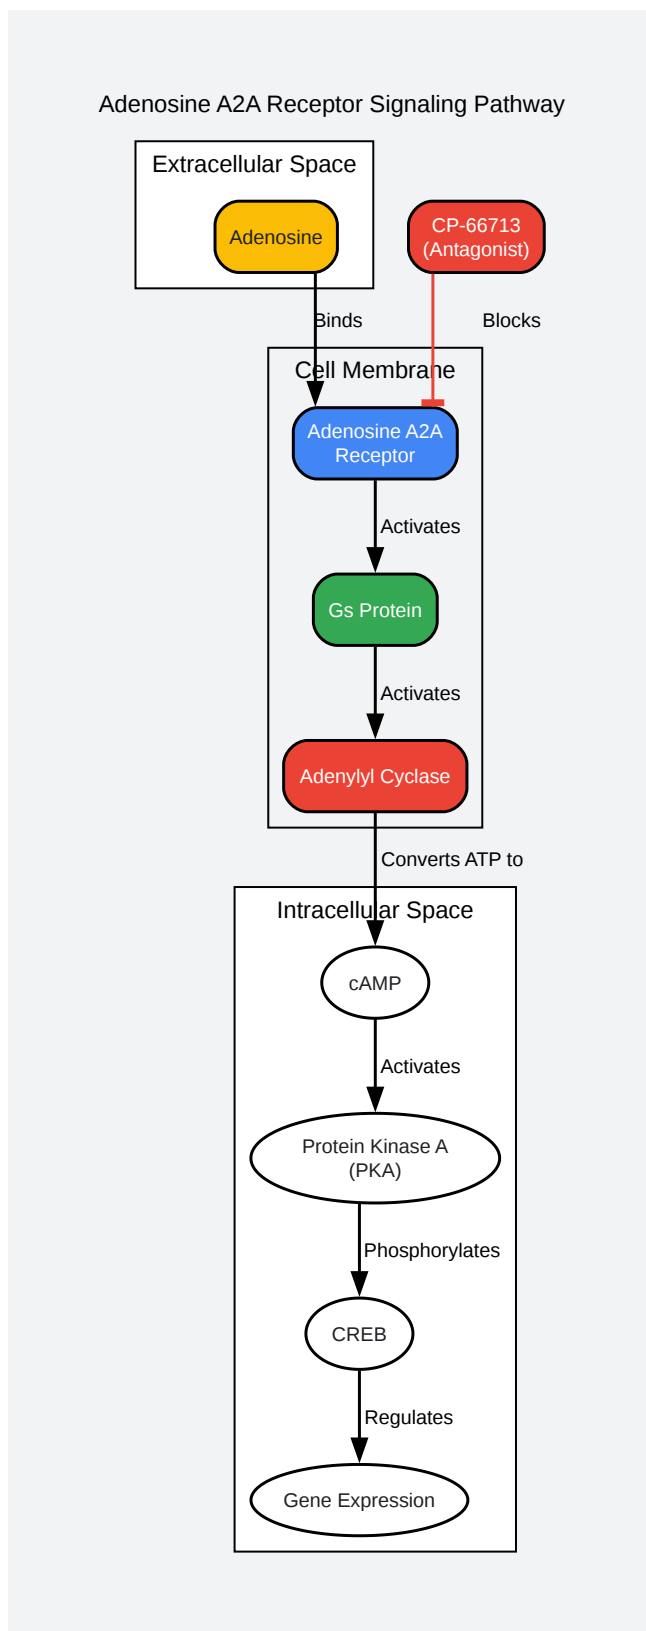 Adenosine A2A Receptor Signaling Pathway
Extracellular Space
Adenosine
CP-66713
(Antagonist)
Binds
Blocks
Cell Membrane
Adenosine A2A
Receptor
Activates
Gs Protein
Activates
Adenylyl Cyclase
Converts ATP to
Intracellular Space
cAMP
Activates
Protein Kinase A
(PKA)
Phosphorylates
CREB
Regulates
Gene Expression